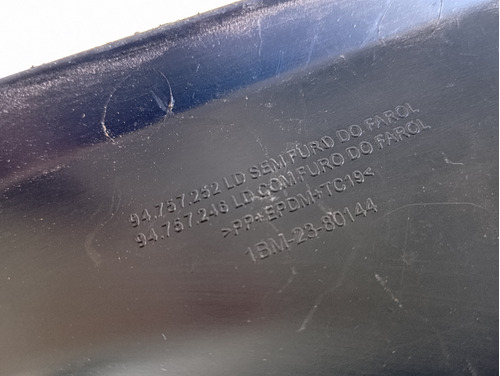 94.757.252 LD SEM FURO DO FAROL
94.757.248 LD COM FURO DO FAROL
>PP+EPDM+TC19<
1BM-23-80144